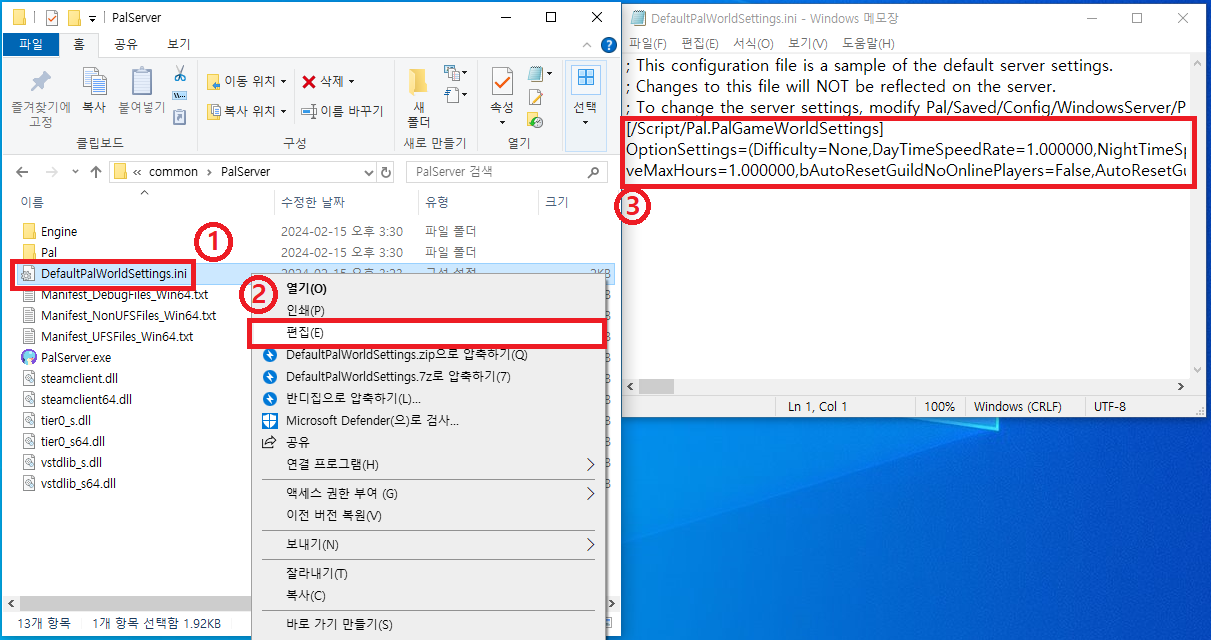 PalServer
파일
홈
공유
보기
즐겨찾기에
고정
복사
붙여넣기
클립보드
이동 위치
복사 위치
삭제
이름 바꾸기
구성
새
폴더
새로 만들기
속성
열기
선택
« common > PalServer
PalServer 검색
이름
수정한 날짜
유형
크기
Engine
2024-02-15 오후 3:30
파일 폴더
Pal
2024-02-15 오후 3:30
파일 폴더
DefaultPalWorldSettings.ini
Manifest_DebugFiles_Win64.txt
Manifest_NonUFSFiles_Win64.txt
Manifest_UFSFiles_Win64.txt
PalServer.exe
steamclient.dll
steamclient64.dll
tier0_s.dll
tier0_s64.dll
vstdlib_s.dll
vstdlib_s64.dll
13개 항목
1개 항목 선택함 1.92KB
1
2
열기(O)
인쇄(P)
편집(E)
DefaultPalWorldSettings.zip으로 압축하기(Q)
DefaultPalWorldSettings.7z로 압축하기(7)
반디집으로 압축하기(L)...
Microsoft Defender(으)로 검사...
공유
연결 프로그램(H)
액세스 권한 부여 (G)
이전 버전 복원(V)
보내기(N)
잘라내기(T)
복사(C)
바로 가기 만들기(S)
DefaultPalWorldSettings.ini - Windows 메모장
파일(F) 편집(E) 서식(O) 보기(V) 도움말(H)
; This configuration file is a sample of the default server settings.
; Changes to this file will NOT be reflected on the server.
; To change the server settings, modify Pal/Saved/Config/WindowsServer/P
[/Script/Pal.PalGameWorldSettings]
OptionSettings=(Difficulty=None,DayTimeSpeedRate=1.000000,NightTimeSp
veMaxHours=1.000000,bAutoResetGuildNoOnlinePlayers=False,AutoResetGu
3
Ln 1, Col 1
100%
Windows (CRLF)
UTF-8